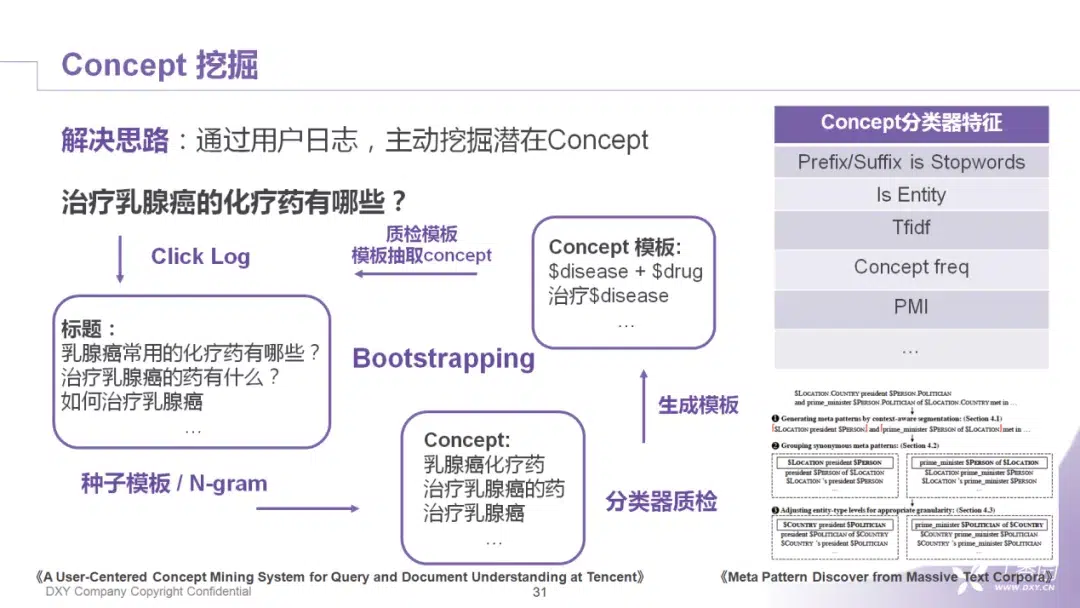 Concept 挖掘
解决思路：通过用户日志，主动挖掘潜在Concept
治疗乳腺癌的化疗药有哪些？
Click Log
质检模板
模板抽取concept
Concept 模板:
$disease + $drug
治疗$disease
…
标题：
乳腺癌常用的化疗药有哪些？
治疗乳腺癌的药有什么？
如何治疗乳腺癌
…
Bootstrapping
生成模板
种子模板 / N-gram
Concept:
乳腺癌化疗药
治疗乳腺癌的药
治疗乳腺癌
…
分类器质检
Concept分类器特征
Prefix/Suffix is Stopwords
Is Entity
Tfidf
Concept freq
PMI
…
$LOCATION.COUNTRY president $PERSON.POLITICIAN
and prime_minister $PERSON.POLITICIAN of $LOCATION.COUNTRY met in …
❶ Generating meta patterns by context-aware segmentation: (Section 4.1)
[$LOCATION president $PERSON] and [prime_minister $PERSON of $LOCATION] met in …
❷ Grouping synonymous meta patterns: (Section 4.2)
$LOCATION president $PERSON
president $PERSON of $LOCATION
$LOCATION 's president $PERSON
…
prime_minister $PERSON of $LOCATION
$LOCATION prime_minister $PERSON
$LOCATION 's prime_minister $PERSON
…
❸ Adjusting entity-type levels for appropriate granularity: (Section 4.3)
$COUNTRY president $POLITICIAN
president $POLITICIAN of $COUNTRY
$COUNTRY 's president $POLITICIAN
…
prime_minister $POLITICIAN of $COUNTRY
$COUNTRY prime_minister $POLITICIAN
$COUNTRY 's prime_minister $POLITICIAN
…
《A User-Centered Concept Mining System for Query and Document Understanding at Tencent》
《Meta Pattern Discover from Massive Text Corpora》
DXY Company Copyright Confidential
31
WWW.DXY.CN